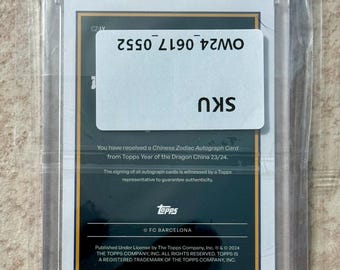 OW24_0617_0552
SKU
You have received a Chinese Zodiac Autograph Card
from Topps Year of the Dragon China 23/24.
The signing of all autograph cards is witnessed by a Topps
representative to guarantee authenticity.
Topps
© FC BARCELONA
Published Under License by The Topps Company, Inc. ® & © 2024
THE TOPPS COMPANY, INC. ALL RIGHTS RESERVED. TOPPS IS
A REGISTERED TRADEMARK OF THE TOPPS COMPANY, INC.